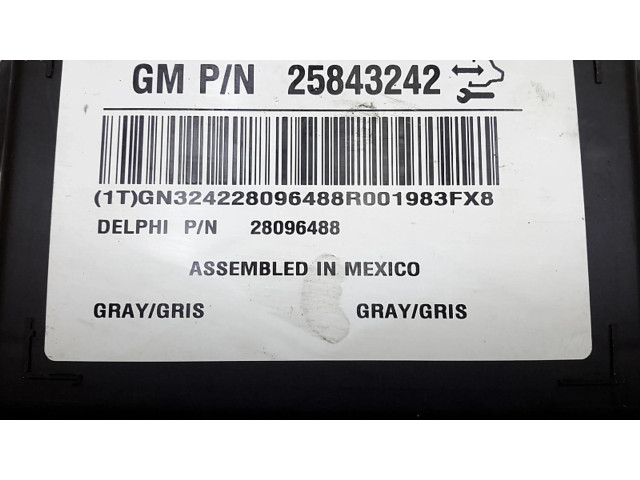 GM P/N 25843242
(1T)GN324228096488R001983FX8
DELPHI P/N 28096488
ASSEMBLED IN MEXICO
GRAY/GRIS GRAY/GRIS